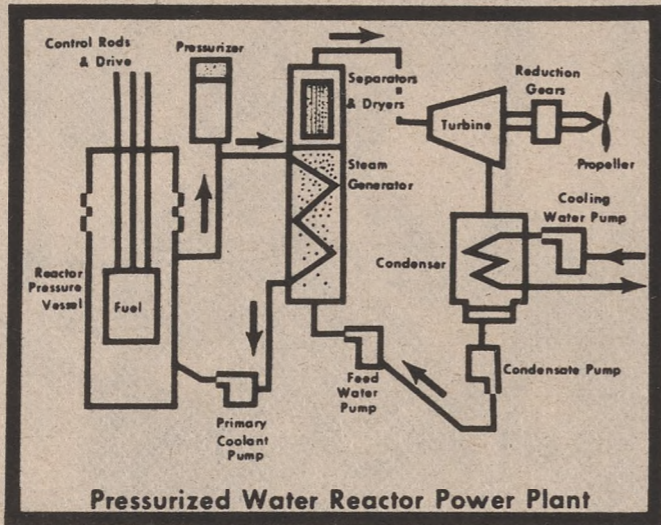 Control Rods
& Drive
Pressurizer
Separators
& Dryers
Reduction
Gears
Turbine
Propeller
Steam
Generator
Cooling
Water Pump
Condenser
Reactor
Pressure
Vessel
Fuel
Condensate Pump
Feed
Water
Pump
Primary
Coolant
Pump
Pressurized Water Reactor Power Plant